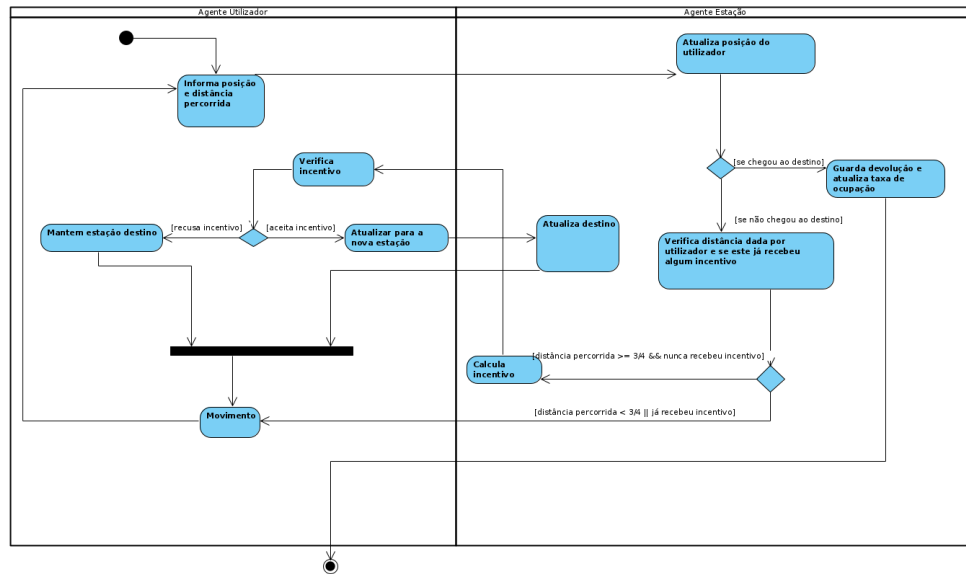 Agente Utilizador
Agente Estação
Atualiza posição do
utilizador
Informa posição
e distância
percorrida
Verifica
incentivo
[se chegou ao destino]
Guarda devolução e
atualiza taxa de
ocupação
[se não chegou ao destino]
Mantem estação destino
[recusa incentivo]
[aceita incentivo]
Atualizar para a
nova estação
Atualiza destino
Verifica distância dada por
utilizador e se este já recebeu
algum incentivo
[distância percorrida >= 3/4 && nunca recebeu incentivo]
Calcula
incentivo
[distância percorrida < 3/4 || já recebeu incentivo]
Movimento